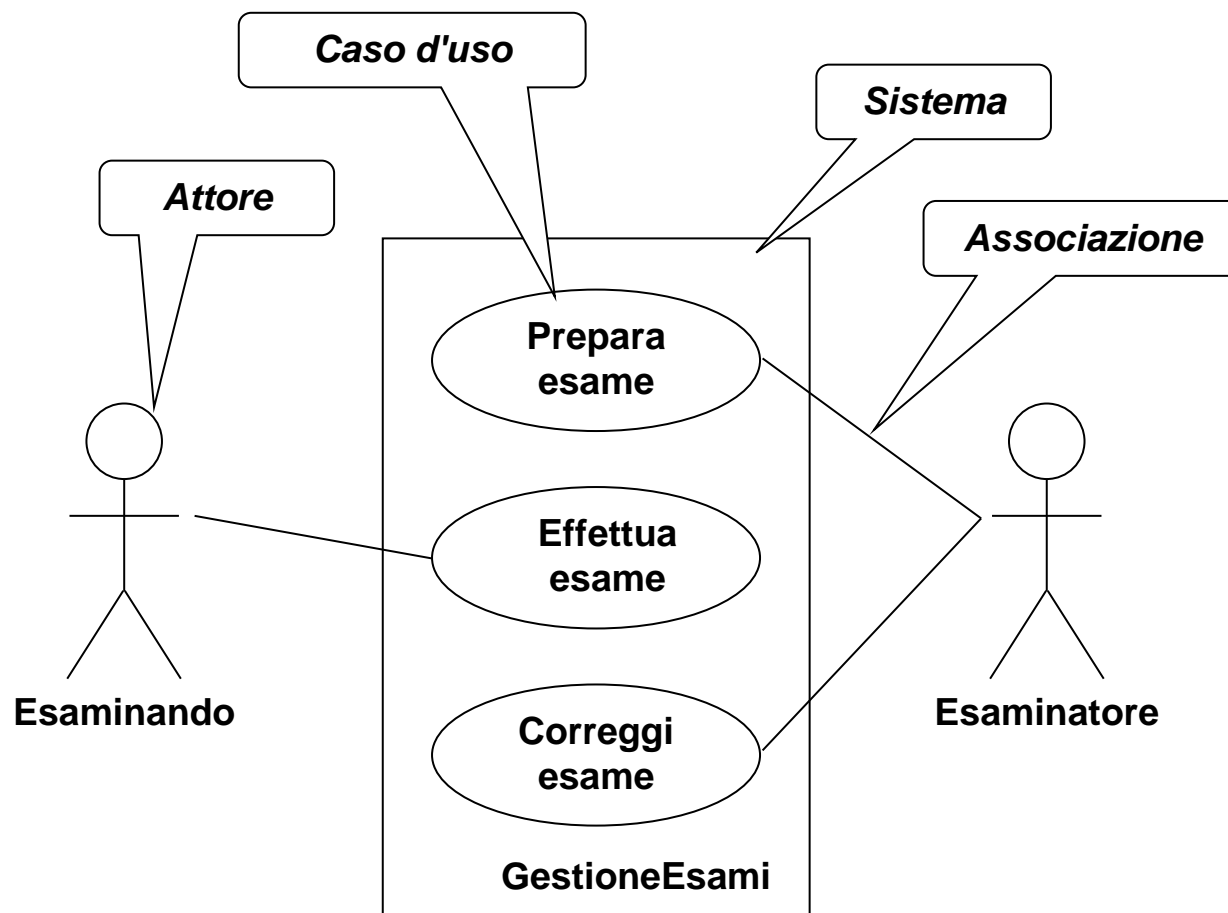 Caso d'uso
Sistema
Attore
Associazione
Prepara
esame
Effettua
esame
Esaminando
Esaminatore
Correggi
esame
GestioneEsami